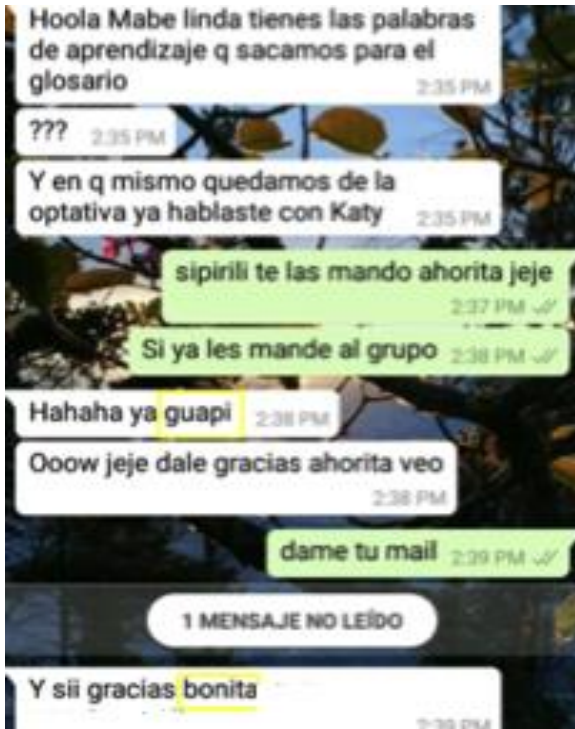 Hoola Mabe linda tienes las palabras
de aprendizaje q sacamos para el
glosario
2:35 PM
??? 2:35 PM
Y en q mismo quedamos de la
optativa ya hablaste con Katy 2:35 PM
sipirili te las mando ahorita jeje
2:37 PM
Si ya les mande al grupo 2:38 PM
Hahaha ya guapi 2:38 PM
Ooow jeje dale gracias ahorita veo
2:38 PM
dame tu mail 2:39 PM
1 MENSAJE NO LEÍDO
Y sii gracias bonita
2:39 PM